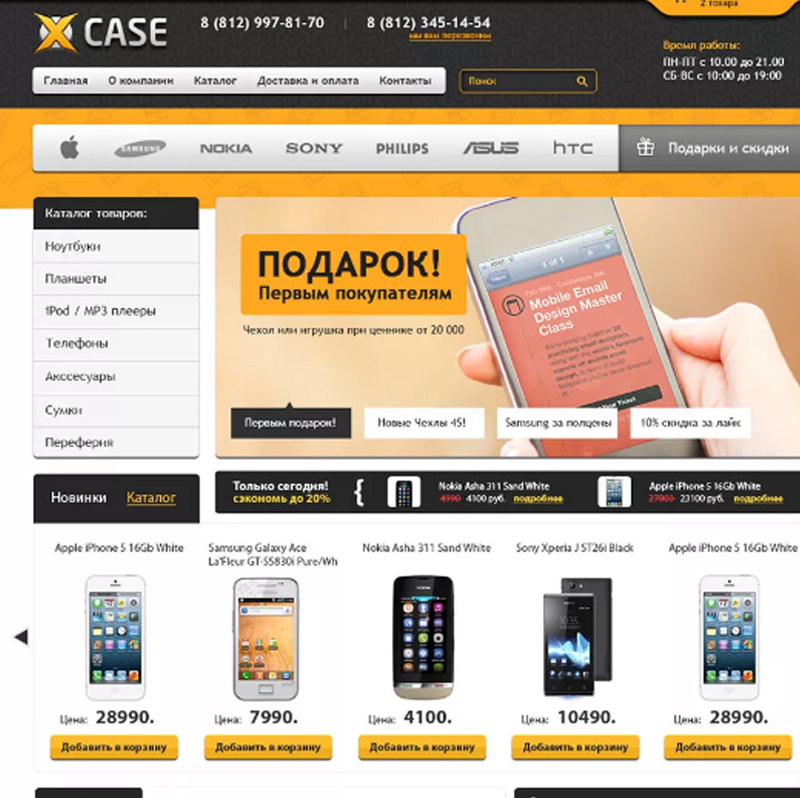 2 товара
X CASE
8 (812) 997-81-70 | 8 (812) 345-14-54
мы вам перезвоним
Время работы:
ПН-ПТ с 10.00 до 21.00
СБ-ВС с 10:00 до 19:00
Главная О компании Каталог Доставка и оплата Контакты
Поиск
SAMSUNG NOKIA SONY PHILIPS ASUS hTC Подарки и скидки
Каталог товаров:
Ноутбуки
Планшеты
iPod / MP3 плееры
Телефоны
Акссесуары
Сумки
Переферия
ПОДАРОК!
Первым покупателям
Чехол или игрушка при ценнике от 20 000
1 of 1
Mobile Email
Design Master
Class
Первым подарок! Новые Чехлы 4S! Samsung за полцены 10% скидка за лайк
Новинки Каталог
Только сегодня!
сэкономь до 20%
{
Nokia Asha 311 Sand White
4990 4100 руб. подробнее
Apple iPhone 5 16Gb White
27800 23100 руб. подробнее
Apple iPhone 5 16Gb White
Samsung Galaxy Ace
La'Fleur GT-S5830i Pure/Wh
Nokia Asha 311 Sand White
Sony Xperia J ST26i Black
Apple iPhone 5 16Gb White
Цена: 28990. Цена: 7990. Цена: 4100. Цена: 10490. Цена: 28990.
Добавить в корзину Добавить в корзину Добавить в корзину Добавить в корзину Добавить в корзину